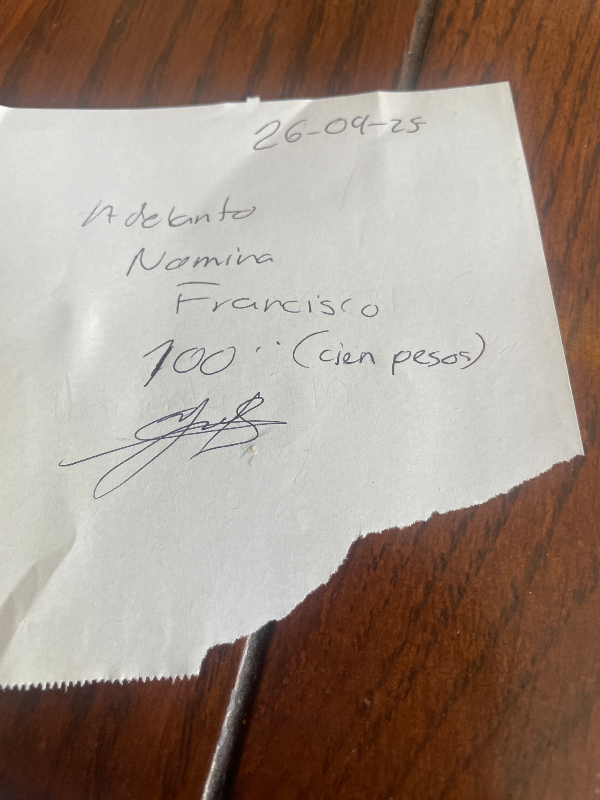 26-09-25
Adelanto
Nomina
Francisco
100.. (cien pesos)